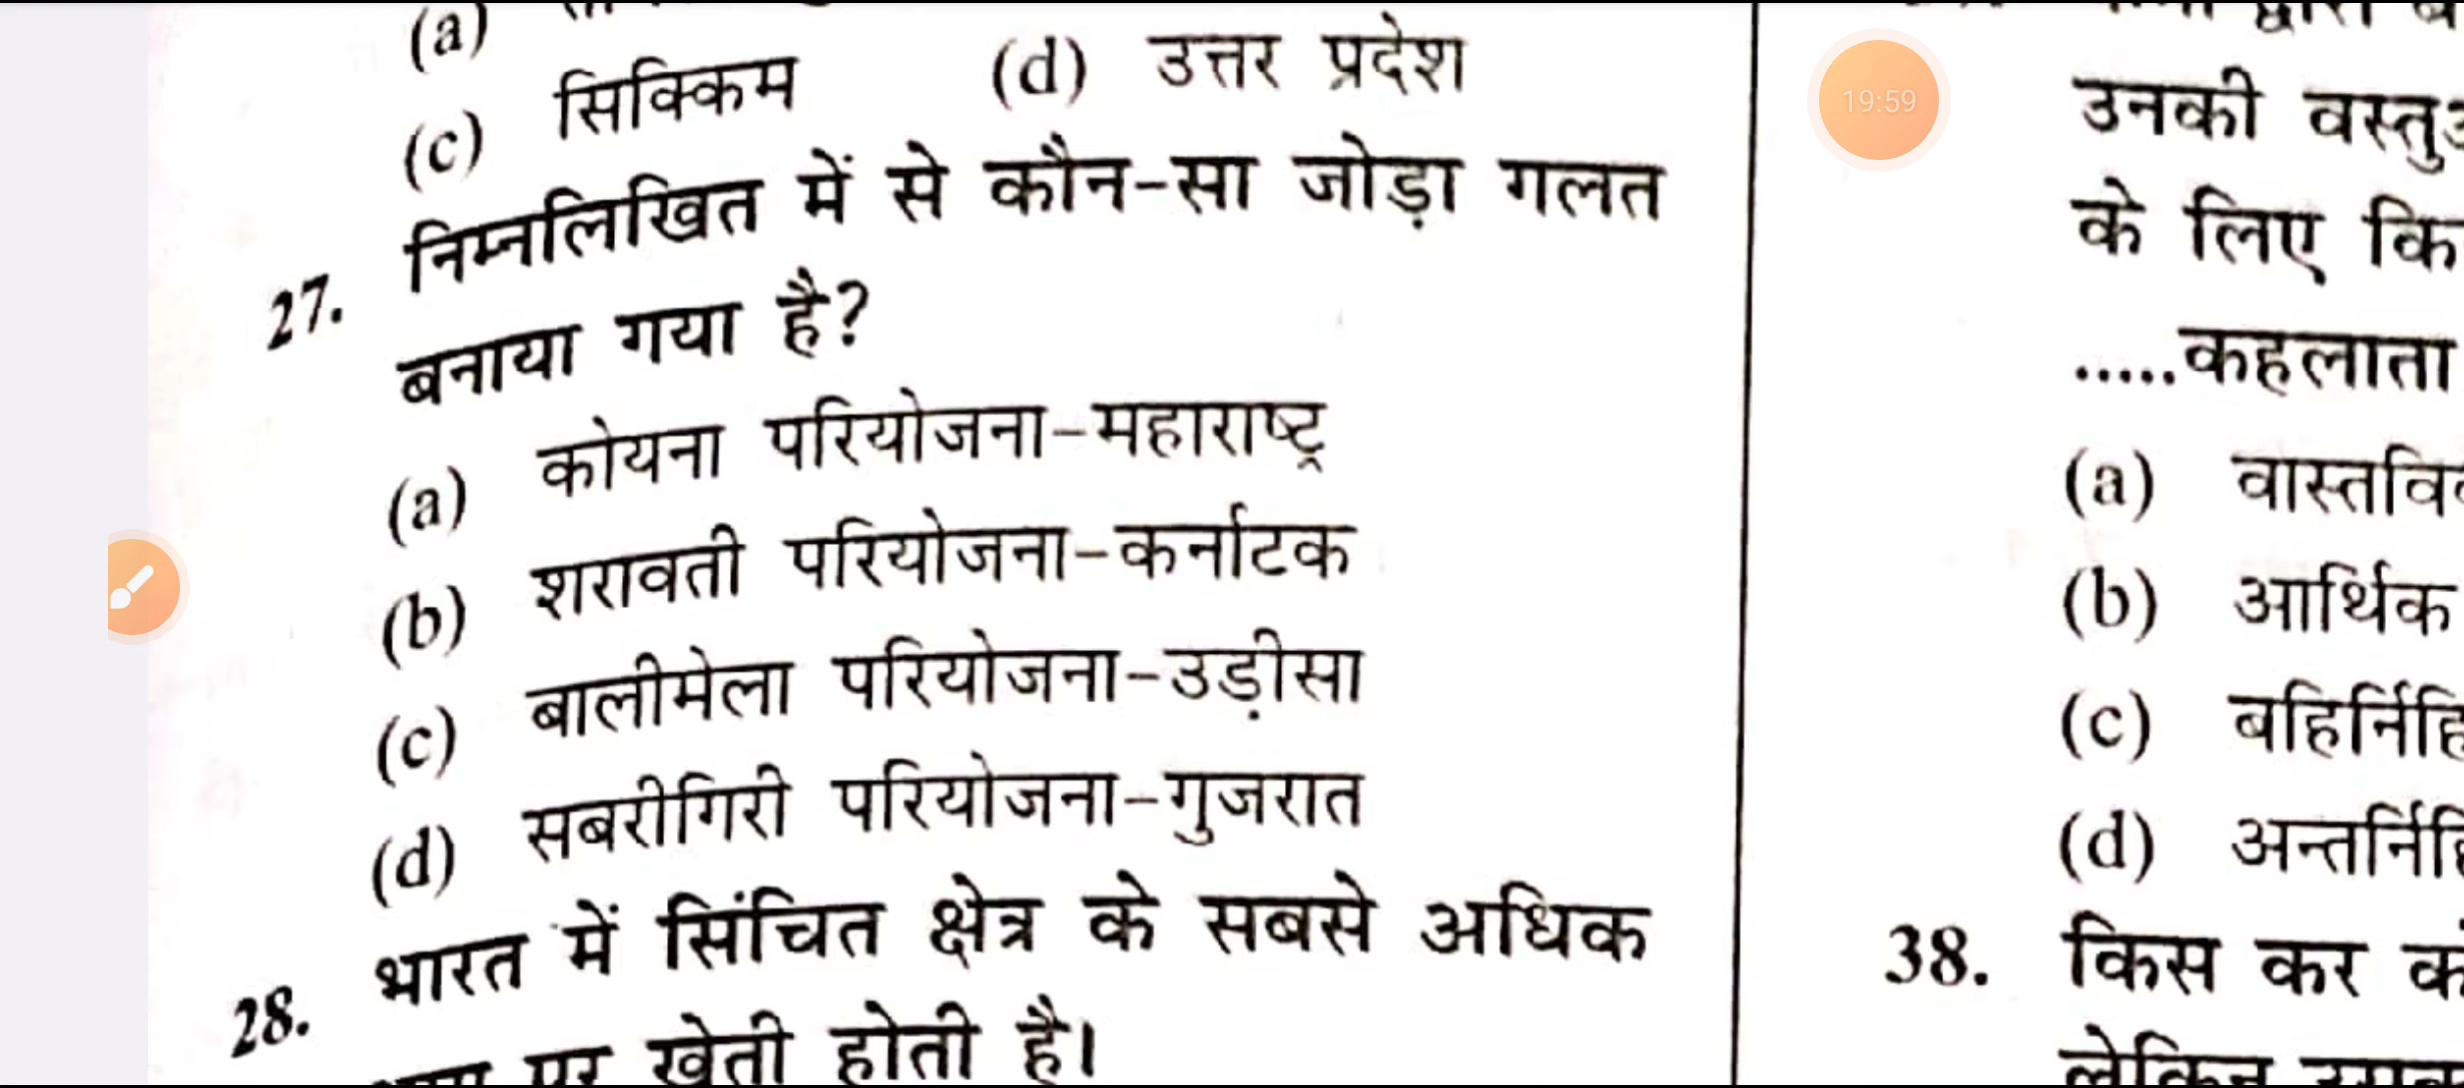 (a)
(c) सिक्किम (d) उत्तर प्रदेश
27. निम्नलिखित में से कौन-सा जोड़ा गलत
बनाया गया है?
(a) कोयना परियोजना-महाराष्ट्र
(b) शरावती परियोजना-कर्नाटक
(c) बालीमेला परियोजना-उड़ीसा
(d) सबरीगिरी परियोजना-गुजरात
28. भारत में सिंचित क्षेत्र के सबसे अधिक
पर खेती होती है।
19:59
उनकी
के लिए
.....कहलाता
(a)
(b) आर्थिक
(c)
(d)
38. किस कर
लेकिन